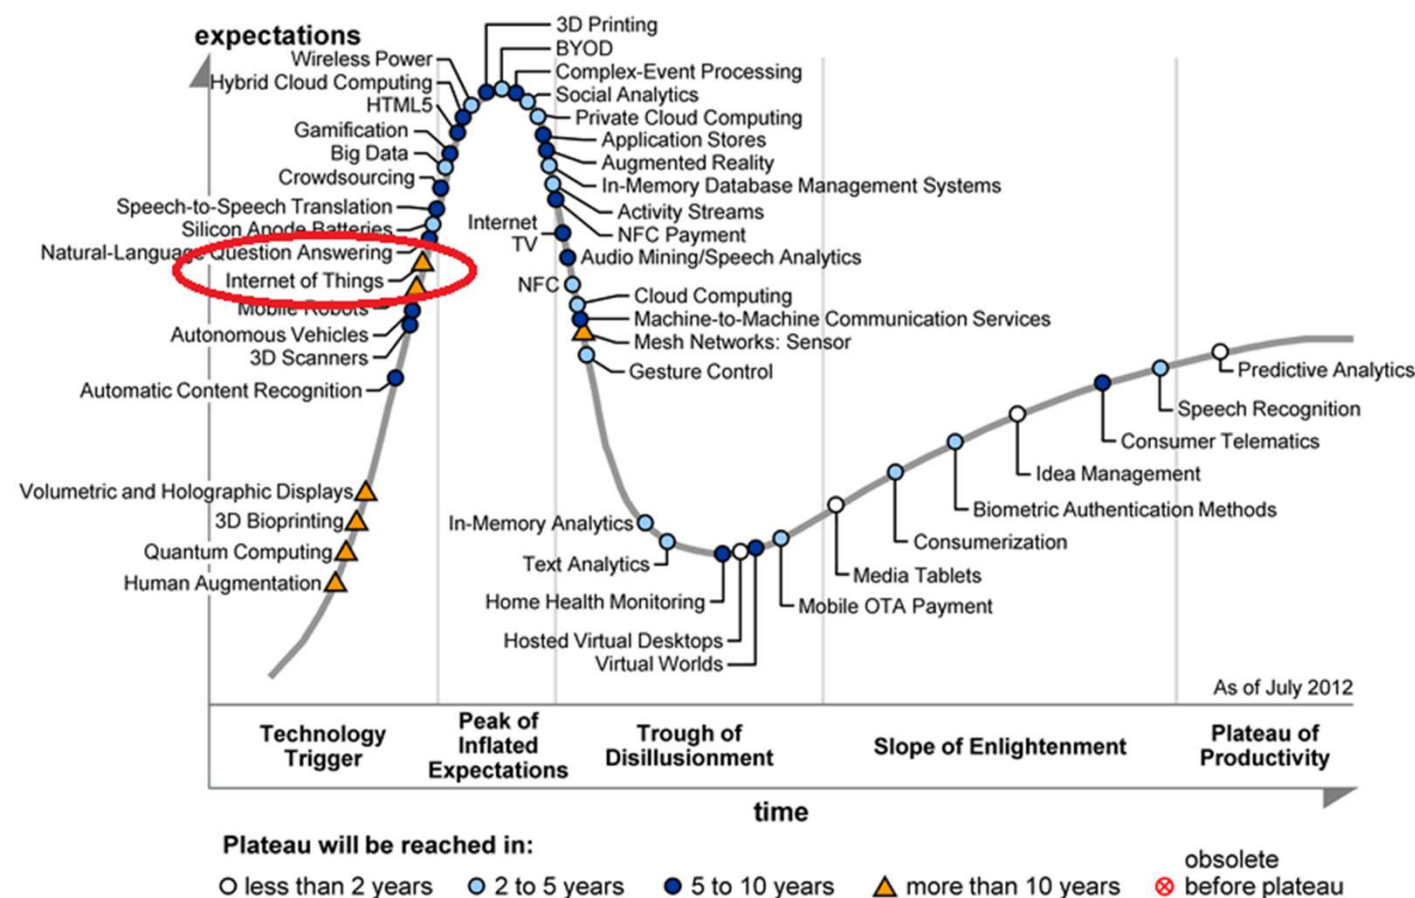 expectations
3D Printing
BYOD
Wireless Power
Complex-Event Processing
Hybrid Cloud Computing
Social Analytics
HTML5
Private Cloud Computing
Gamification
Application Stores
Big Data
Augmented Reality
Crowdsourcing
In-Memory Database Management Systems
Speech-to-Speech Translation
Activity Streams
Silicon Anode Batteries
NFC Payment
Internet
TV
Natural-Language Question Answering
Audio Mining/Speech Analytics
Internet of Things
NFC
Cloud Computing
Mobile Robots
Machine-to-Machine Communication Services
Autonomous Vehicles
Mesh Networks: Sensor
3D Scanners
Gesture Control
Automatic Content Recognition
Predictive Analytics
Speech Recognition
Consumer Telematics
Idea Management
Biometric Authentication Methods
Consumerization
Media Tablets
Mobile OTA Payment
Volumetric and Holographic Displays
3D Bioprinting
Quantum Computing
Human Augmentation
In-Memory Analytics
Text Analytics
Home Health Monitoring
Hosted Virtual Desktops
Virtual Worlds
As of July 2012
Technology
Trigger
Peak of
Inflated
Expectations
Trough of
Disillusionment
Slope of Enlightenment
Plateau of
Productivity
time
Plateau will be reached in:
less than 2 years
2 to 5 years
5 to 10 years
more than 10 years
obsolete
before plateau